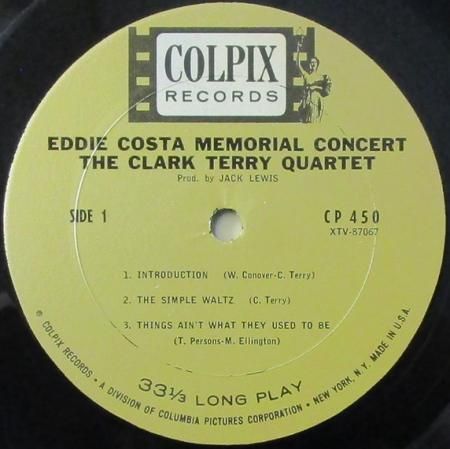 COLPIX
RECORDS
EDDIE COSTA MEMORIAL CONCERT
THE CLARK TERRY QUARTET
Prod. by JACK LEWIS
SIDE 1
CP 450
XTV-87067
1. INTRODUCTION (W. Conover-C. Terry)
2. THE SIMPLE WALTZ (C. Terry)
3. THINGS AIN'T WHAT THEY USED TO BE
(T. Persons-M. Ellington)
33⅓ LONG PLAY
© COLPIX RECORDS • A DIVISION OF COLUMBIA PICTURES CORPORATION • NEW YORK, N.Y. MADE IN U.S.A.